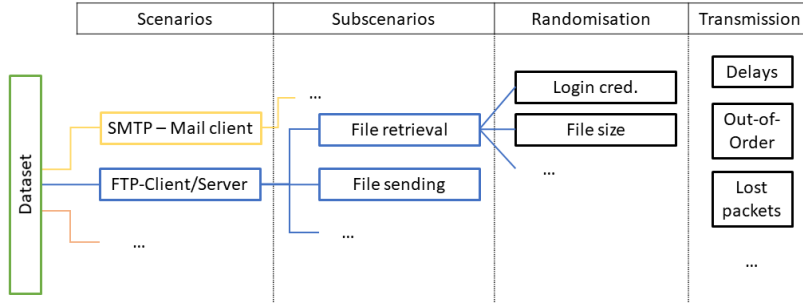 Scenarios
Subscenarios
Randomisation
Transmission
Dataset
SMTP – Mail client
FTP-Client/Server
...
...
File retrieval
File sending
...
Login cred.
File size
...
Delays
Out-of-
Order
Lost
packets
...